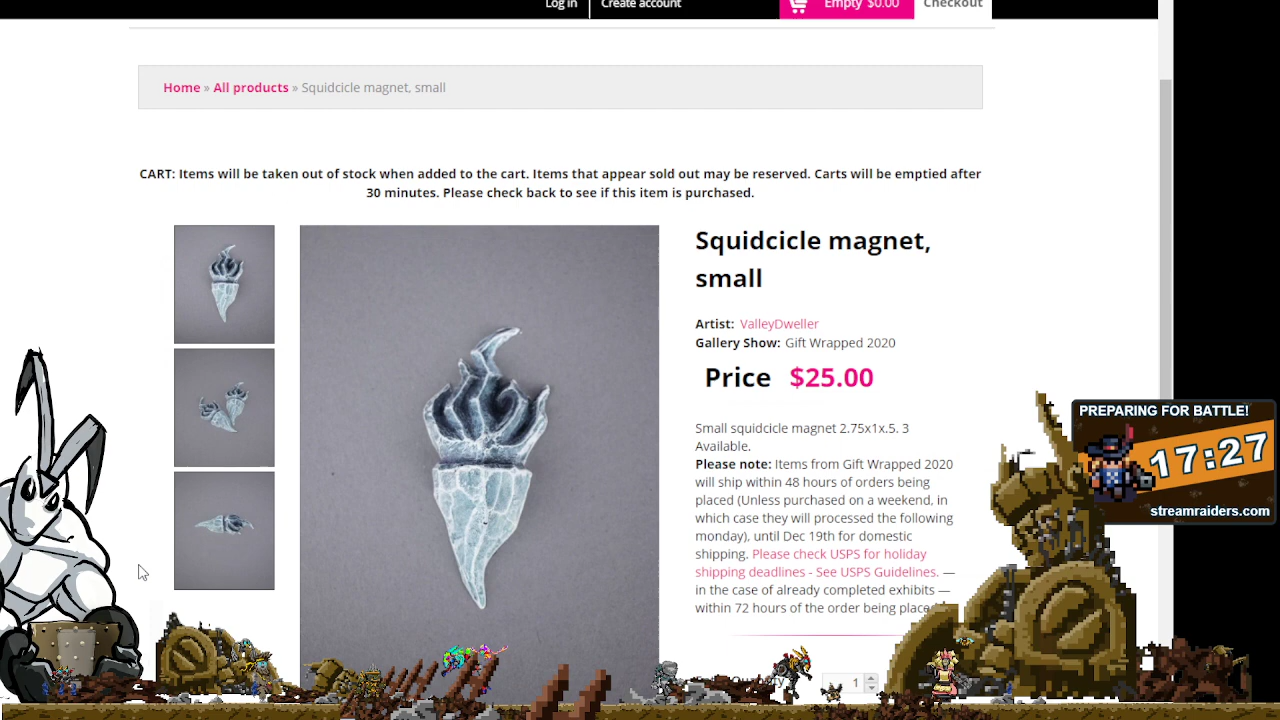 Log in
Create account
Empty $0.00
Checkout
Home » All products » Squidcicle magnet, small
CART: Items will be taken out of stock when added to the cart. Items that appear sold out may be reserved. Carts will be emptied after
30 minutes. Please check back to see if this item is purchased.
Squidcicle magnet,
small
Artist: ValleyDweller
Gallery Show: Gift Wrapped 2020
Price $25.00
Small squidcicle magnet 2.75x1x.5. 3
Available.
Please note: Items from Gift Wrapped 2020
will ship within 48 hours of orders being
placed (Unless purchased on a weekend, in
which case they will processed the following
monday), until Dec 19th for domestic
shipping. Please check USPS for holiday
shipping deadlines - See USPS Guidelines. —
in the case of already completed exhibits —
within 72 hours of the order being place
1
PREPARING FOR BATTLE!
17:27
streamraiders.com